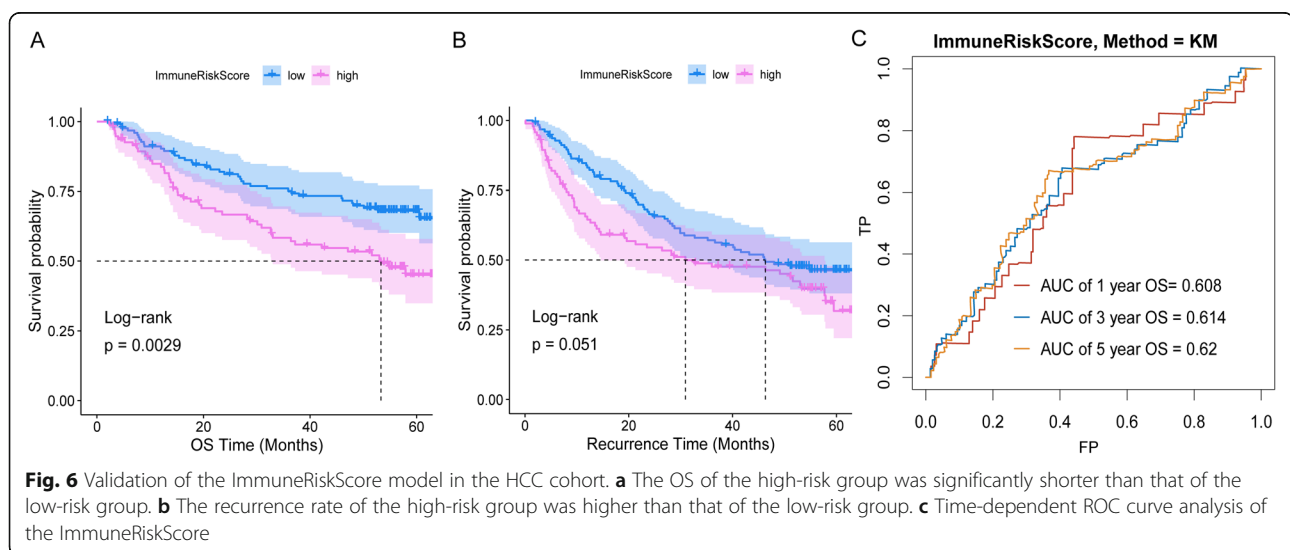 A
ImmuneRiskScore low high
Survival probability
1.00
0.75
0.50
0.25
0.00
Log-rank
p = 0.0029
0 20 40 60
OS Time (Months)
B
ImmuneRiskScore low high
Survival probability
1.00
0.75
0.50
0.25
0.00
Log-rank
p = 0.051
0 20 40 60
Recurrence Time (Months)
C
ImmuneRiskScore, Method = KM
TP
1.0
0.8
0.6
0.4
0.2
0.0
AUC of 1 year OS= 0.608
AUC of 3 year OS = 0.614
AUC of 5 year OS = 0.62
0.0 0.2 0.4 0.6 0.8 1.0
FP
Fig. 6 Validation of the ImmuneRiskScore model in the HCC cohort. a The OS of the high-risk group was significantly shorter than that of the
low-risk group. b The recurrence rate of the high-risk group was higher than that of the low-risk group. c Time-dependent ROC curve analysis of
the ImmuneRiskScore